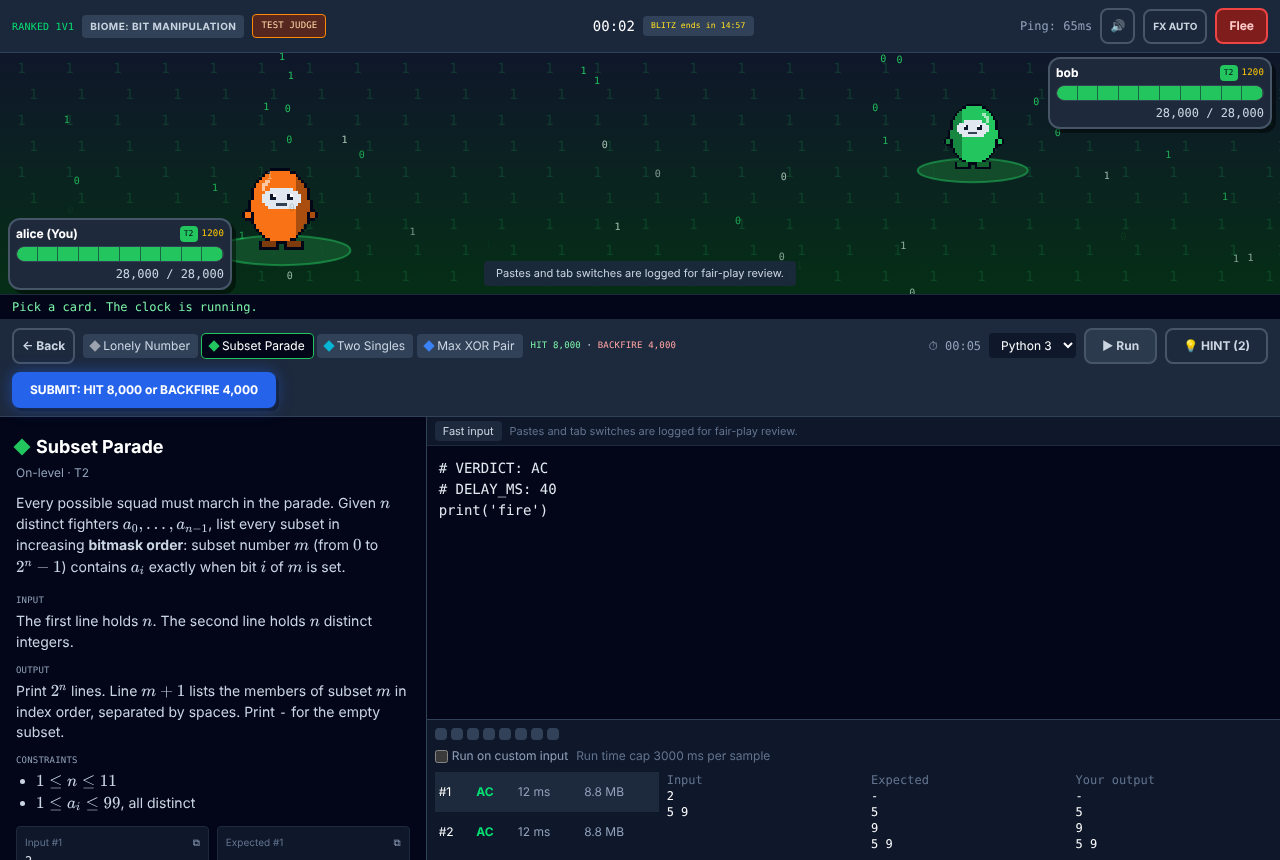 RANKED 1V1
BIOME: BIT MANIPULATION
TEST JUDGE
00:02
BLITZ ends in 14:57
Ping: 65ms
FX AUTO
Flee
bob
T2 1200
28,000 / 28,000
alice (You)
T2 1200
28,000 / 28,000
Pastes and tab switches are logged for fair-play review.
Pick a card. The clock is running.
← Back
Lonely Number
Subset Parade
Two Singles
Max XOR Pair
HIT 8,000 · BACKFIRE 4,000
⏱ 00:05
Python 3
▶ Run
💡 HINT (2)
SUBMIT: HIT 8,000 or BACKFIRE 4,000
Subset Parade
On-level · T2
Every possible squad must march in the parade. Given n
distinct fighters a₀, . . . , aₙ₋₁, list every subset in
increasing bitmask order: subset number m (from 0 to
2ⁿ − 1) contains aᵢ exactly when bit i of m is set.
INPUT
The first line holds n. The second line holds n distinct
integers.
OUTPUT
Print 2ⁿ lines. Line m + 1 lists the members of subset m in
index order, separated by spaces. Print - for the empty
subset.
CONSTRAINTS
• 1 ≤ n ≤ 11
• 1 ≤ aᵢ ≤ 99, all distinct
Input #1
Expected #1
Fast input
Pastes and tab switches are logged for fair-play review.
# VERDICT: AC
# DELAY_MS: 40
print('fire')
Run on custom input
Run time cap 3000 ms per sample
#1 AC 12 ms 8.8 MB
#2 AC 12 ms 8.8 MB
Input
2
5 9
Expected
-
5
9
5 9
Your output
-
5
9
5 9